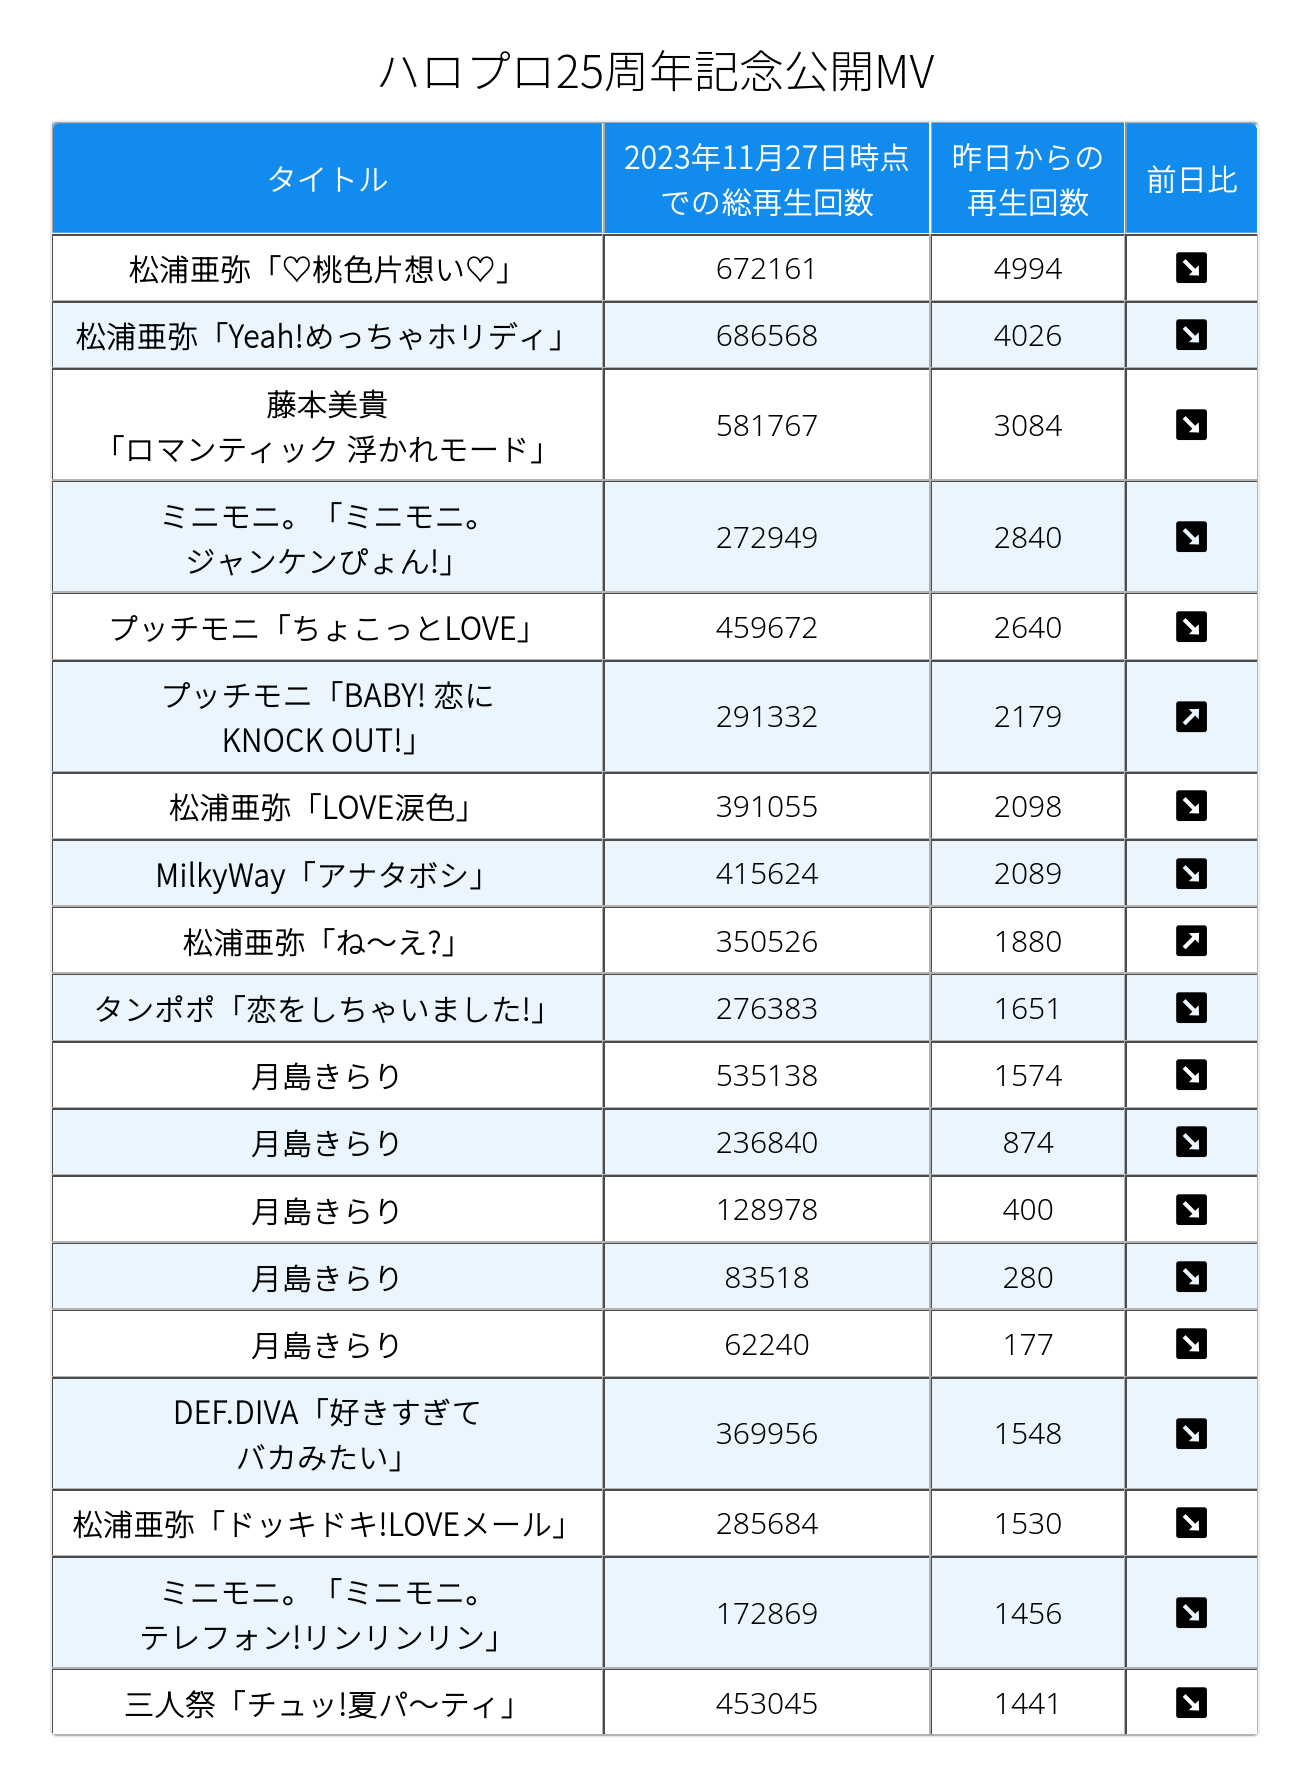 ハロプロ25周年記念公開MV
タイトル
2023年11月27日時点
での総再生回数
昨日からの
再生回数
前日比
松浦亜弥「♡桃色片想い♡」 672161 4994 ↘
松浦亜弥「Yeah!めっちゃホリディ」 686568 4026 ↘
藤本美貴
「ロマンティック 浮かれモード」 581767 3084 ↘
ミニモニ。「ミニモニ。
ジャンケンぴょん!」 272949 2840 ↘
プッチモニ「ちょこっとLOVE」 459672 2640 ↘
プッチモニ「BABY! 恋に
KNOCK OUT!」 291332 2179 ↗
松浦亜弥「LOVE涙色」 391055 2098 ↘
MilkyWay「アナタボシ」 415624 2089 ↘
松浦亜弥「ね〜え?」 350526 1880 ↗
タンポポ「恋をしちゃいました!」 276383 1651 ↘
月島きらり 535138 1574 ↘
月島きらり 236840 874 ↘
月島きらり 128978 400 ↘
月島きらり 83518 280 ↘
月島きらり 62240 177 ↘
DEF.DIVA「好きすぎて
バカみたい」 369956 1548 ↘
松浦亜弥「ドッキドキ!LOVEメール」 285684 1530 ↘
ミニモニ。「ミニモニ。
テレフォン!リンリンリン」 172869 1456 ↘
三人祭「チュッ!夏パ〜ティ」 453045 1441 ↘